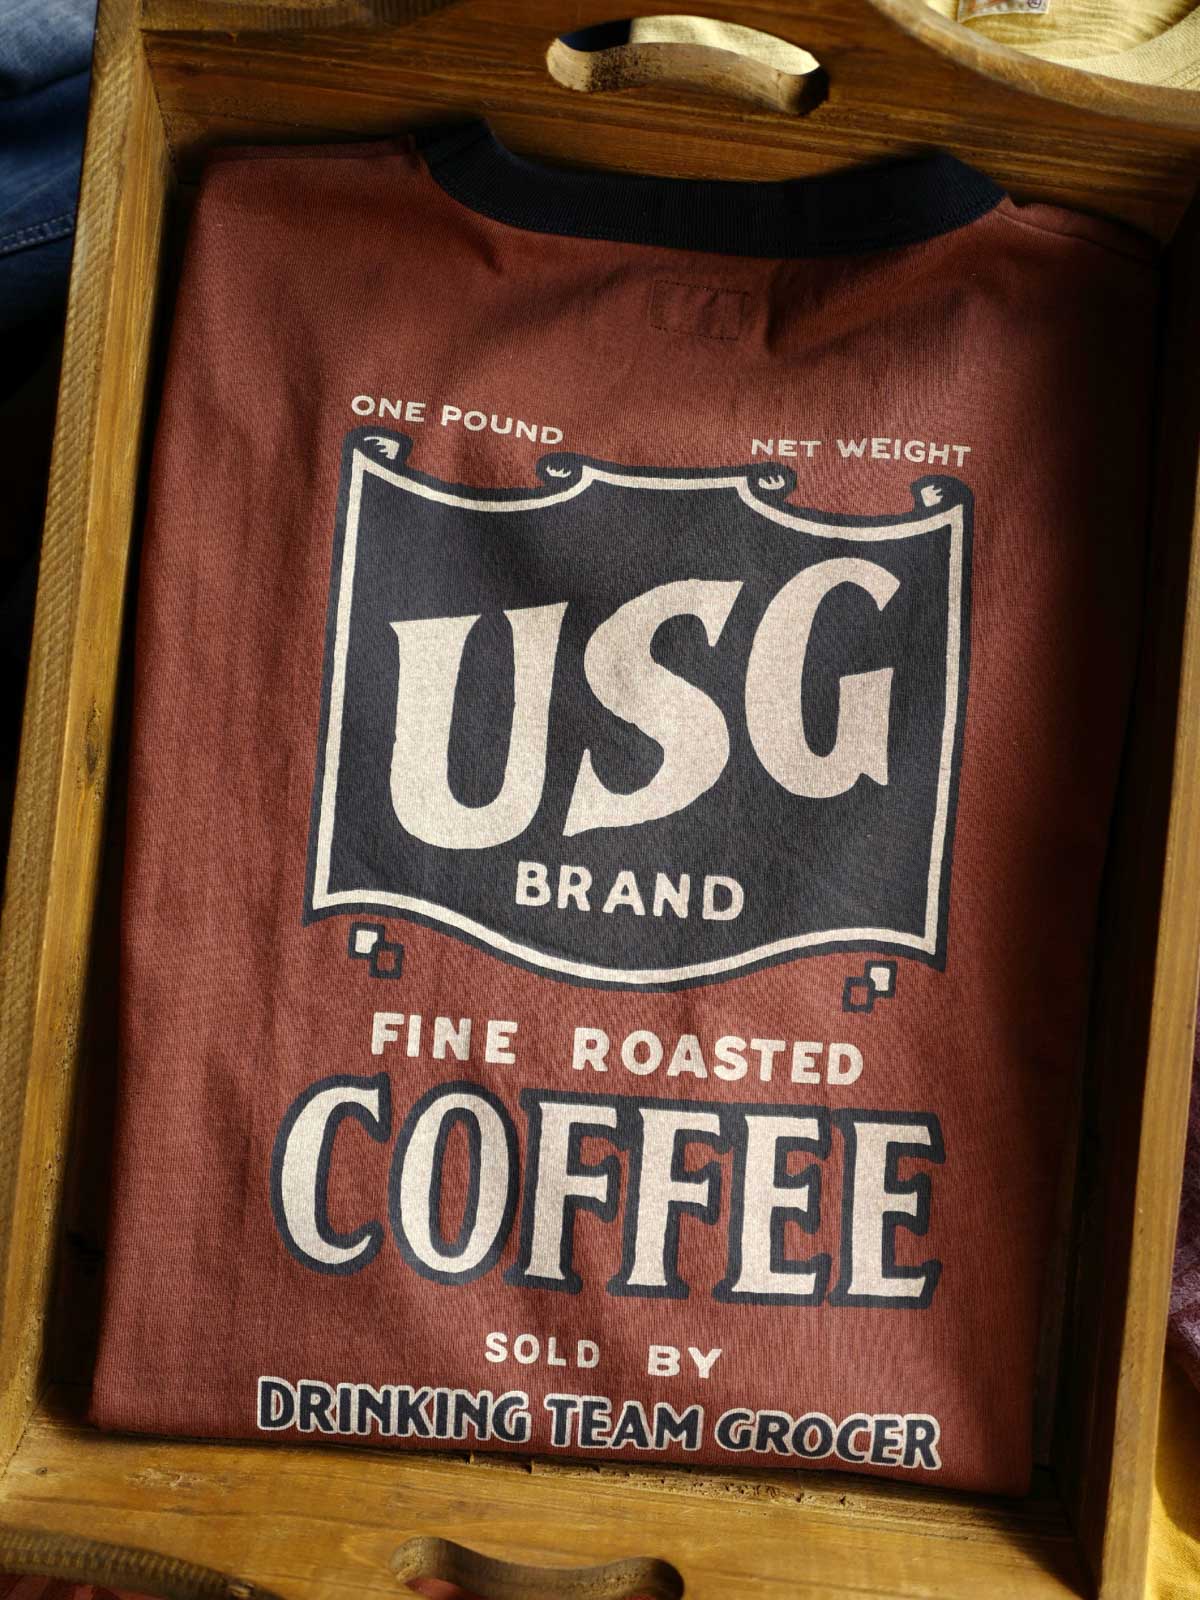 ONE POUND NET WEIGHT
USG
BRAND
FINE ROASTED
COFFEE
SOLD BY
DRINKING TEAM GROCER